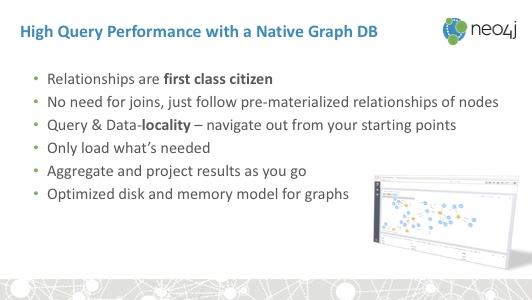 High Query Performance with a Native Graph DB
neo4j
• Relationships are first class citizen
• No need for joins, just follow pre-materialized relationships of nodes
• Query & Data-locality – navigate out from your starting points
• Only load what's needed
• Aggregate and project results as you go
• Optimized disk and memory model for graphs